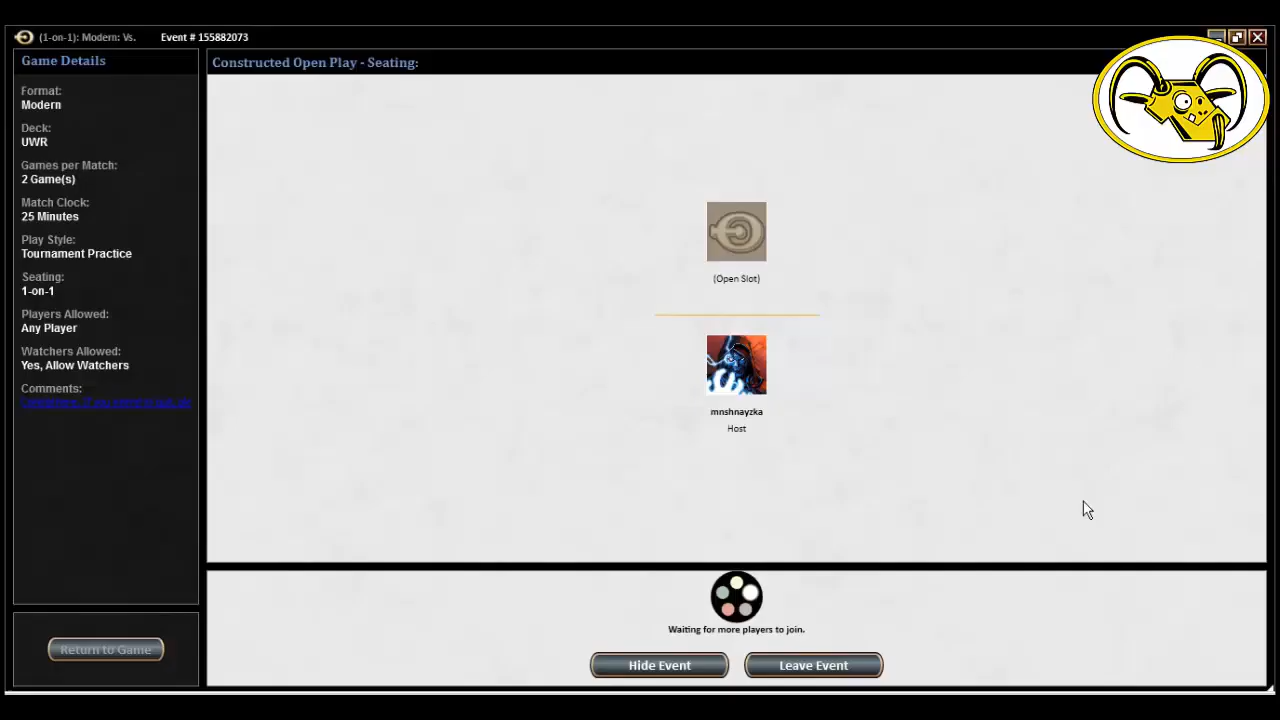 (1-on-1): Modern: Vs. Event # 155882073
Game Details
Format:
Modern
Deck:
UWR
Games per Match:
2 Game(s)
Match Clock:
25 Minutes
Play Style:
Tournament Practice
Seating:
1-on-1
Players Allowed:
Any Player
Watchers Allowed:
Yes, Allow Watchers
Comments:
Return to Game
Constructed Open Play - Seating:
(Open Slot)
mnshnayzka
Host
Waiting for more players to join.
Hide Event
Leave Event